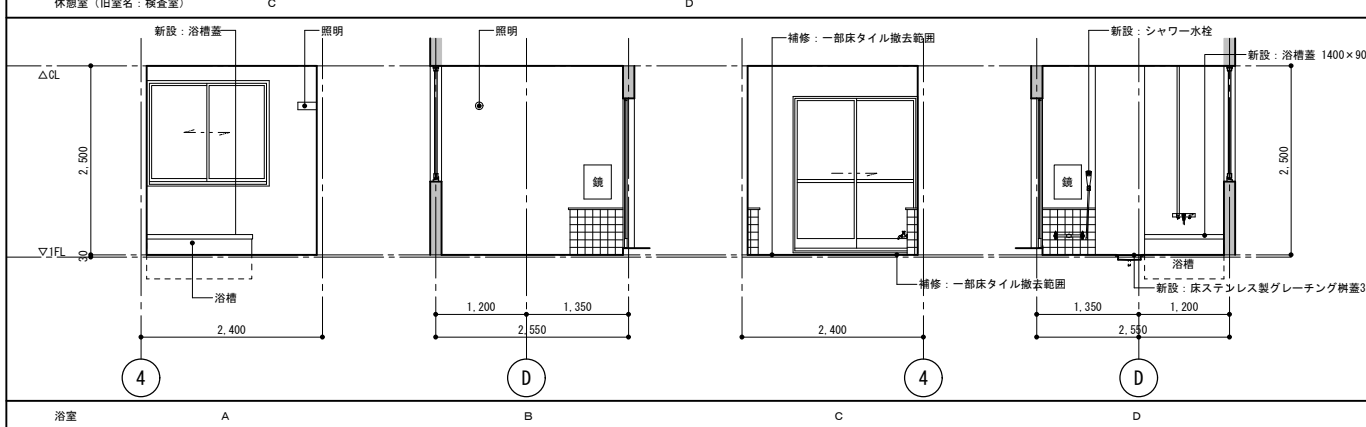 休憩室（旧室名：検査室）
C
D
新設：浴槽蓋
照明
照明
補修：一部床タイル撤去範囲
新設：シャワー水栓
新設：浴槽蓋 1400×90
△CL
2,500
鏡
鏡
2,500
▽1FL
30
浴槽
浴槽
補修：一部床タイル撤去範囲
新設：床ステンレス製グレーチング桝蓋3
1,200
1,350
1,350
1,200
2,400
2,550
2,400
2,550
4
D
4
D
浴室
A
B
C
D